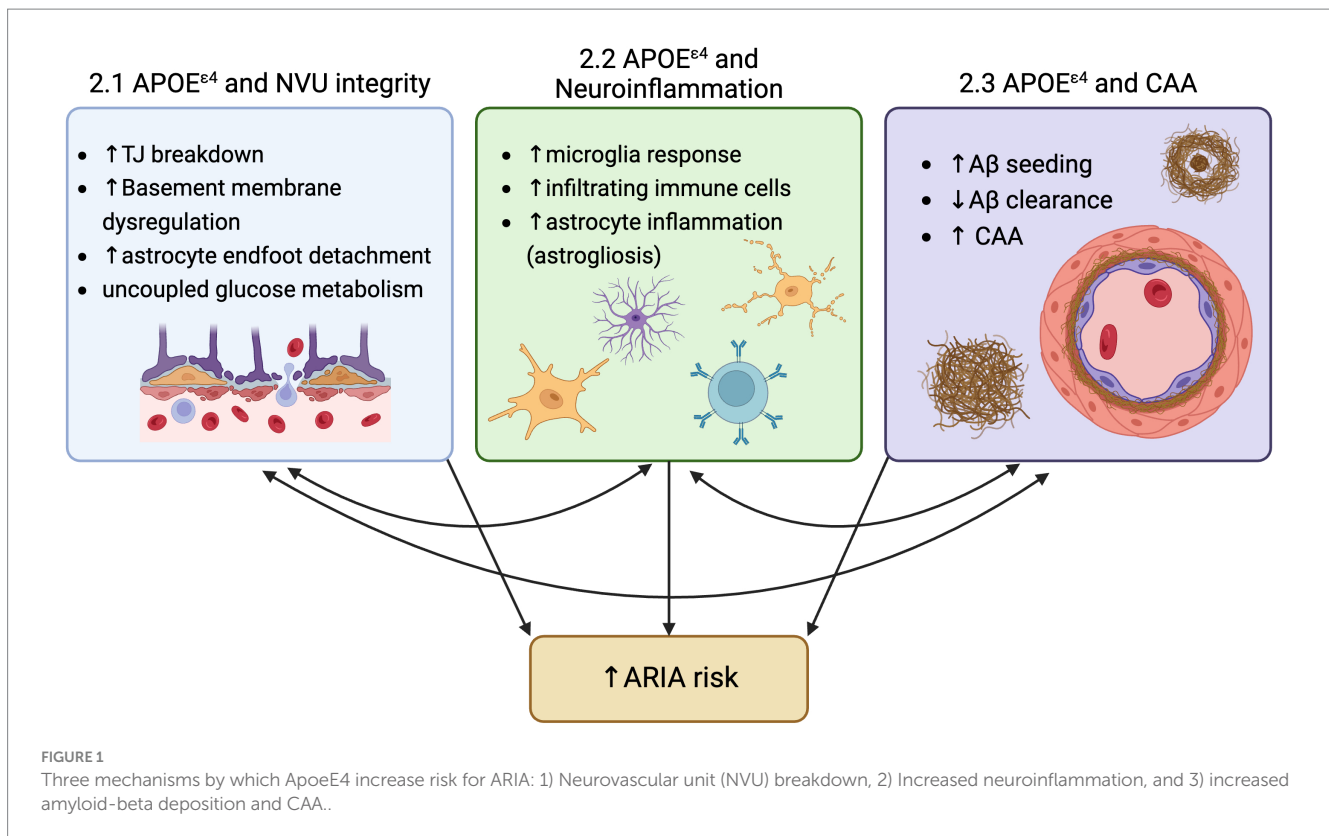 2.1 APOEᵋ⁴ and NVU integrity
• ↑TJ breakdown
• ↑Basement membrane
dysregulation
• ↑astrocyte endfoot detachment
• uncoupled glucose metabolism
2.2 APOEᵋ⁴ and
Neuroinflammation
• ↑microglia response
• ↑infiltrating immune cells
• ↑astrocyte inflammation
(astrogliosis)
2.3 APOEᵋ⁴ and CAA
• ↑Aβ seeding
• ↓Aβ clearance
• ↑ CAA
↑ARIA risk
FIGURE 1
Three mechanisms by which ApoeE4 increase risk for ARIA: 1) Neurovascular unit (NVU) breakdown, 2) Increased neuroinflammation, and 3) increased
amyloid-beta deposition and CAA..